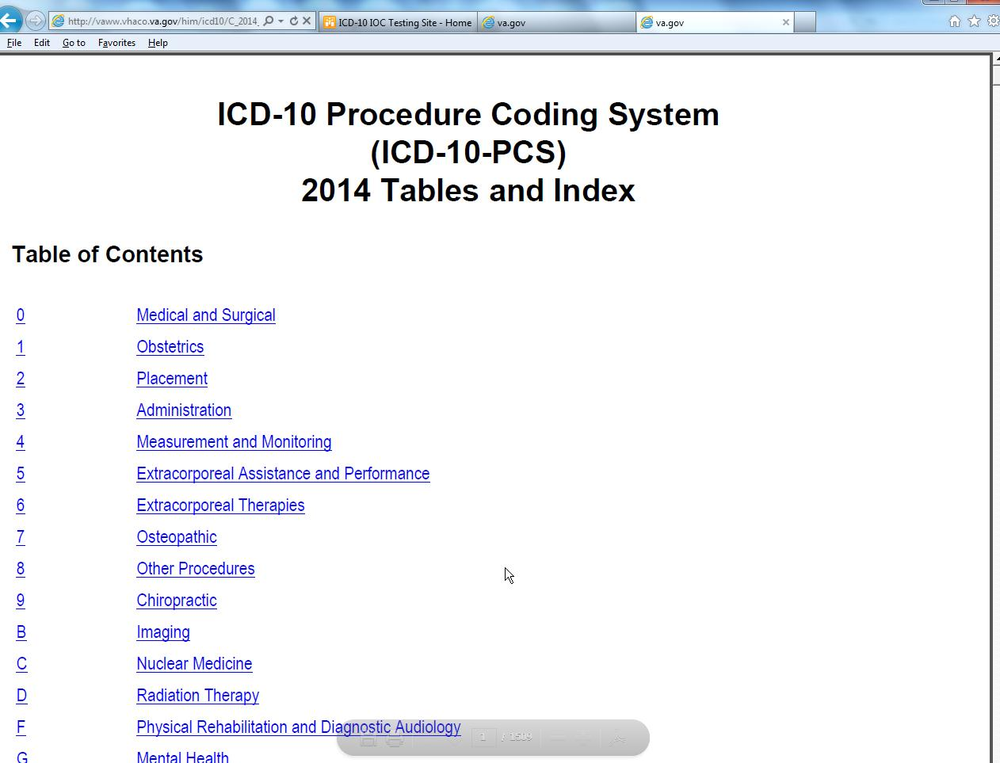 http://vaww.vhaco.va.gov/him/icd10/C_2014_ ICD-10 IOC Testing Site - Home va.gov va.gov
File Edit Go to Favorites Help
ICD-10 Procedure Coding System
(ICD-10-PCS)
2014 Tables and Index
Table of Contents
0 Medical and Surgical
1 Obstetrics
2 Placement
3 Administration
4 Measurement and Monitoring
5 Extracorporeal Assistance and Performance
6 Extracorporeal Therapies
7 Osteopathic
8 Other Procedures
9 Chiropractic
B Imaging
C Nuclear Medicine
D Radiation Therapy
F Physical Rehabilitation and Diagnostic Audiology
1 / 1509
G Mental Health